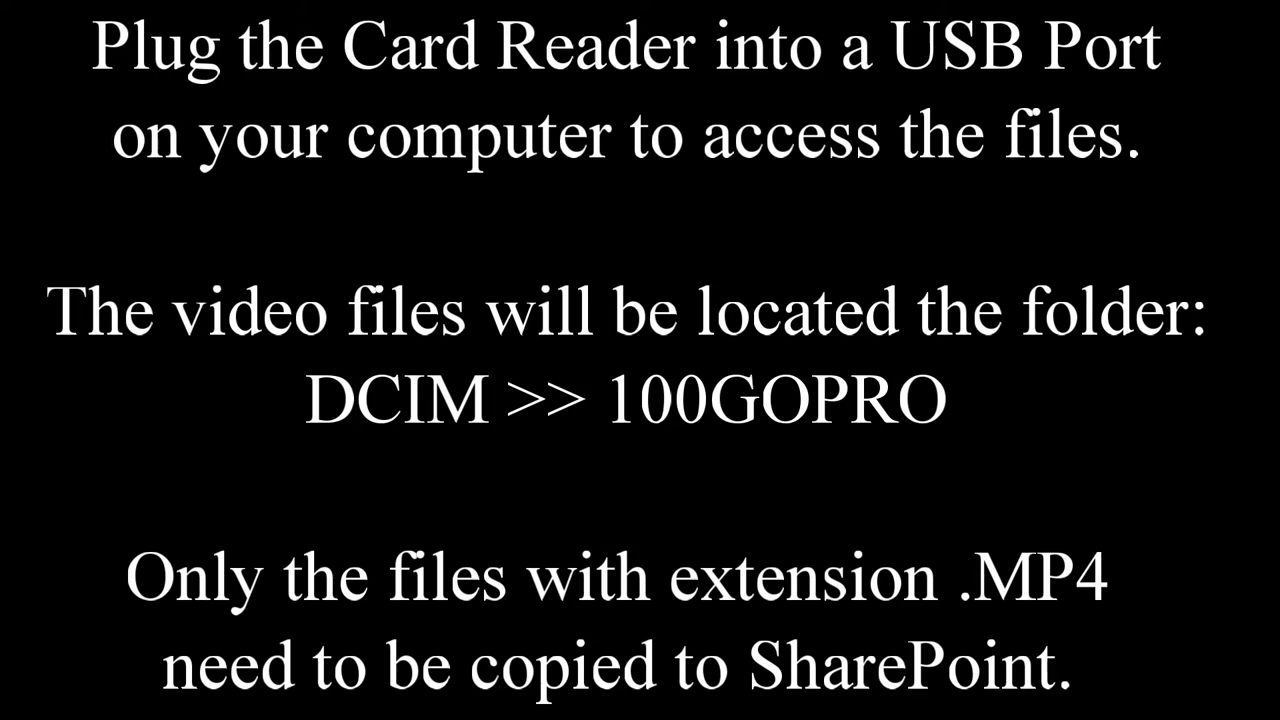 Plug the Card Reader into a USB Port
on your computer to access the files.
The video files will be located the folder:
DCIM >> 100GOPRO
Only the files with extension .MP4
need to be copied to SharePoint.